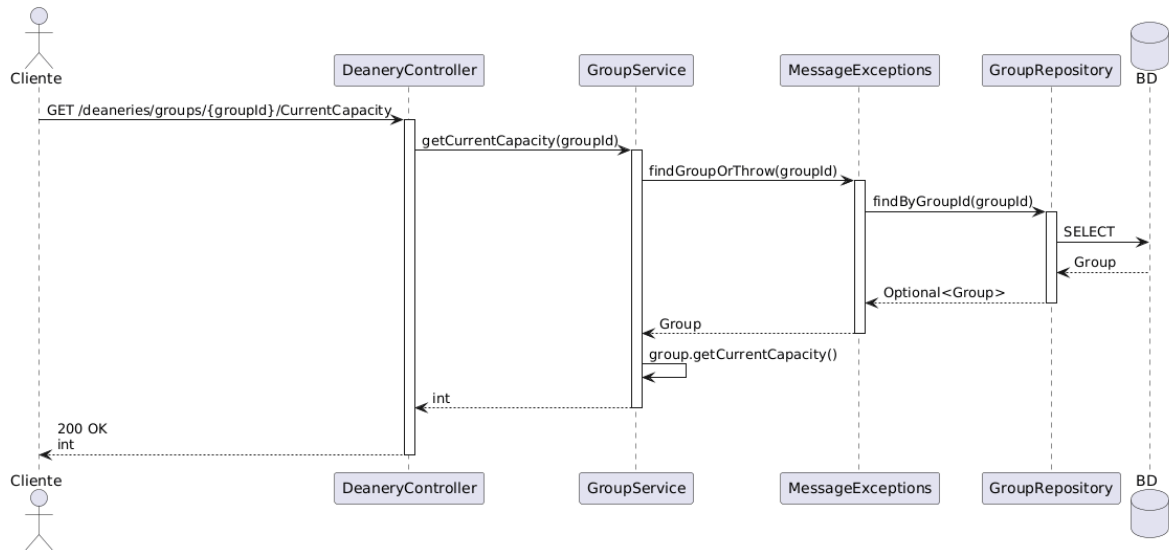 Cliente
DeaneryController
GroupService
MessageExceptions
GroupRepository
BD
GET /deaneries/groups/{groupId}/CurrentCapacity
getCurrentCapacity(groupId)
findGroupOrThrow(groupId)
findByGroupId(groupId)
SELECT
Group
Optional<Group>
Group
group.getCurrentCapacity()
int
200 OK
int
Cliente
DeaneryController
GroupService
MessageExceptions
GroupRepository
BD